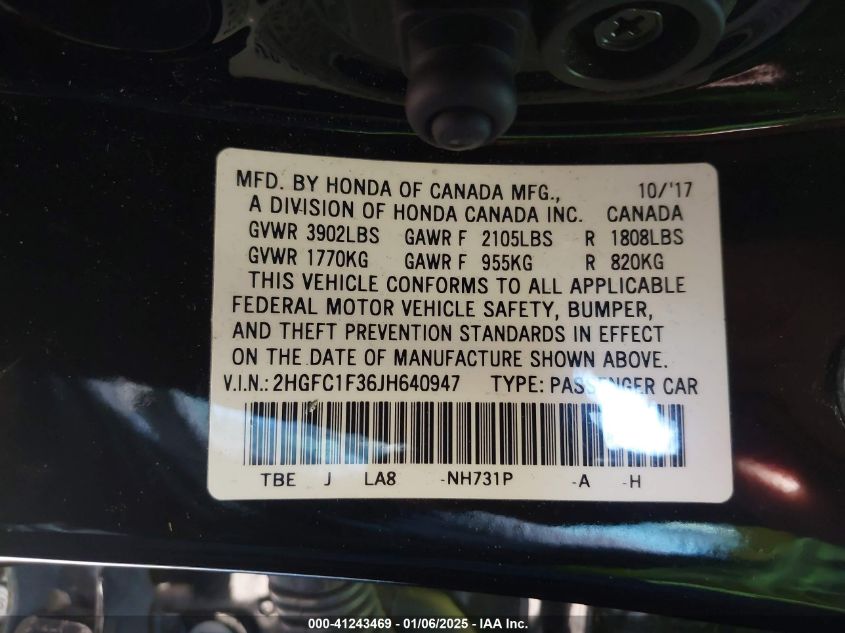 MFD. BY HONDA OF CANADA MFG., 10/'17
A DIVISION OF HONDA CANADA INC. CANADA
GVWR 3902LBS GAWR F 2105LBS R 1808LBS
GVWR 1770KG GAWR F 955KG R 820KG
THIS VEHICLE CONFORMS TO ALL APPLICABLE
FEDERAL MOTOR VEHICLE SAFETY, BUMPER,
AND THEFT PREVENTION STANDARDS IN EFFECT
ON THE DATE OF MANUFACTURE SHOWN ABOVE.
V.I.N.: 2HGFC1F36JH640947 TYPE: PASSENGER CAR
TBE J LA8 -NH731P -A -H
000-41243469 - 01/06/2025 - IAA Inc.